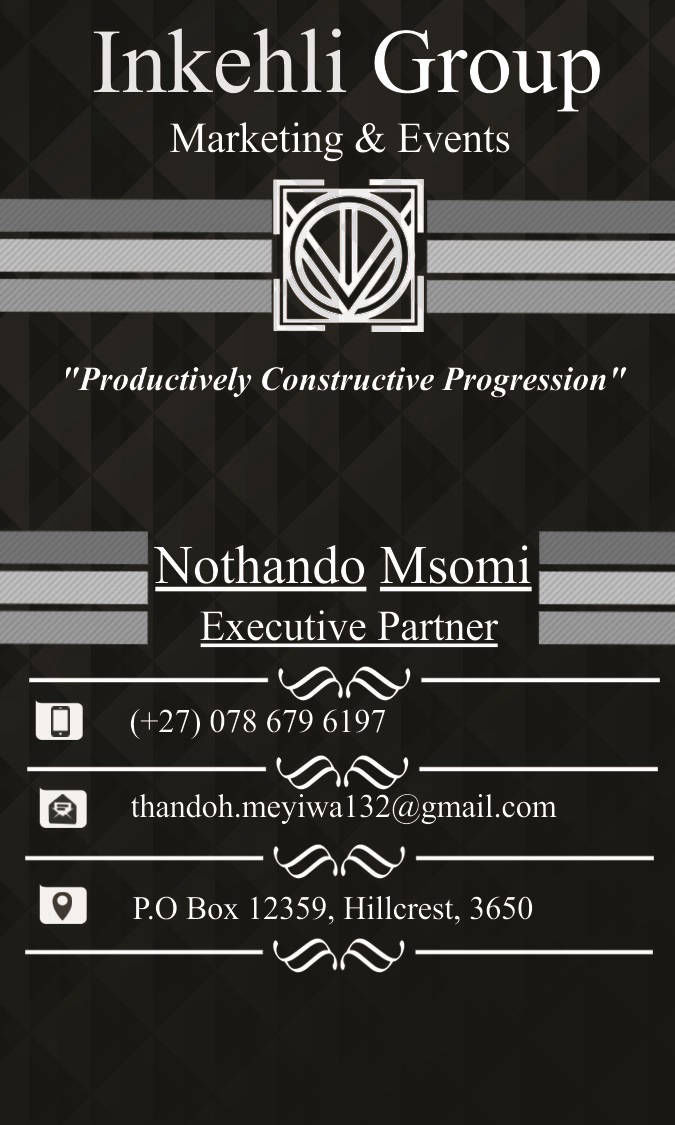 Inkehli Group
Marketing & Events
"Productively Constructive Progression"
Nothando Msomi
Executive Partner
(+27) 078 679 6197
thandoh.meyiwa132@gmail.com
P.O Box 12359, Hillcrest, 3650